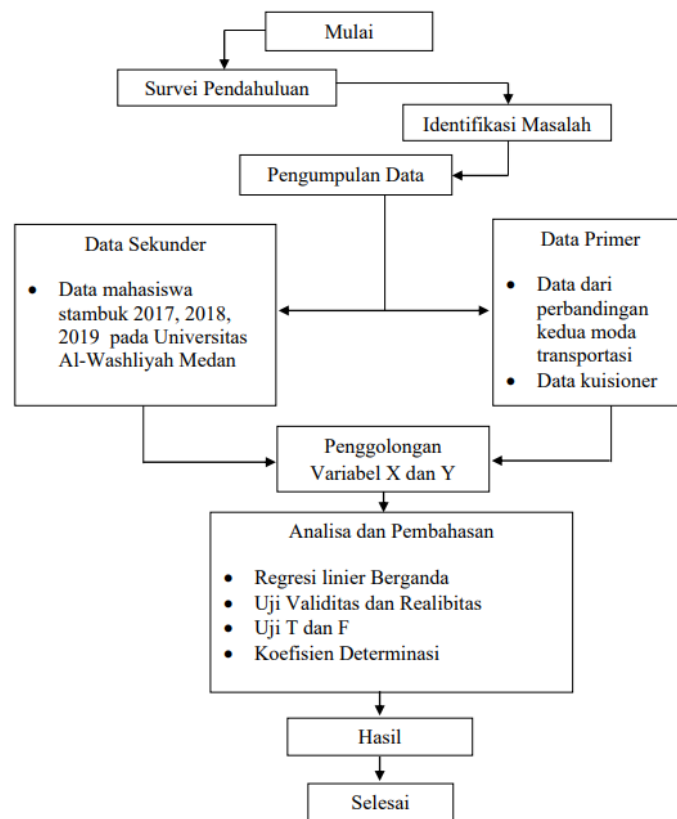 Mulai
Survei Pendahuluan
Identifikasi Masalah
Pengumpulan Data
Data Sekunder
• Data mahasiswa
stambuk 2017, 2018,
2019 pada Universitas
Al-Washliyah Medan
Data Primer
• Data dari
perbandingan
kedua moda
transportasi
• Data kuisioner
Penggolongan
Variabel X dan Y
Analisa dan Pembahasan
• Regresi linier Berganda
• Uji Validitas dan Realibitas
• Uji T dan F
• Koefisien Determinasi
Hasil
Selesai